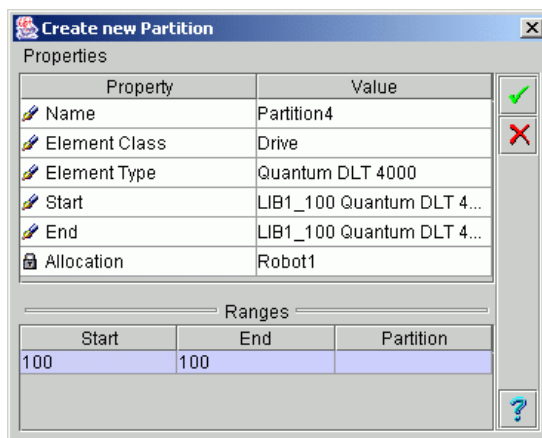 Create new Partition
Properties
Property Value
Name Partition4
Element Class Drive
Element Type Quantum DLT 4000
Start LIB1_100 Quantum DLT 4...
End LIB1_100 Quantum DLT 4...
Allocation Robot1
Ranges
Start End Partition
100 100